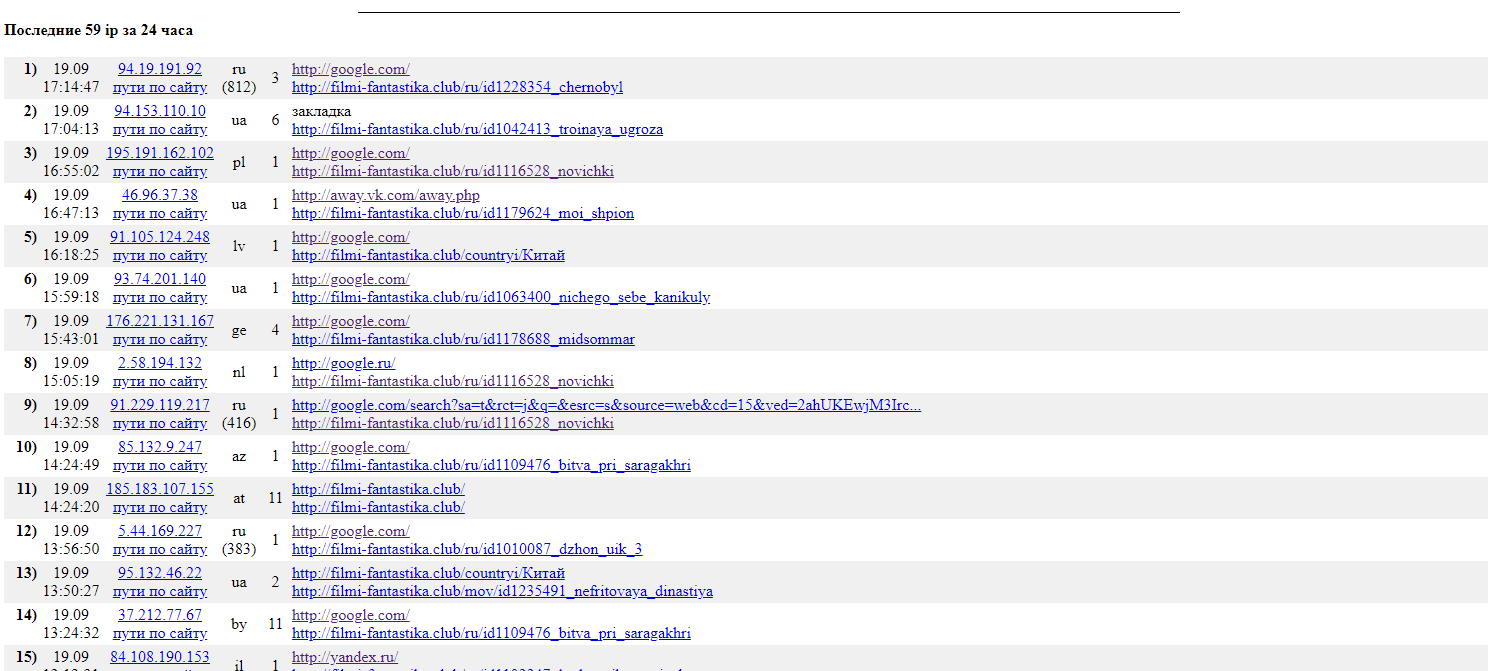 Последние 59 ip за 24 часа
1) 19.09 94.19.191.92 ru 3 http://google.com/
17:14:47 пути по сайту (812) http://filmi-fantastika.club/ru/id1228354_chernobyl
2) 19.09 94.153.110.10 ua 6 закладка
17:04:13 пути по сайту http://filmi-fantastika.club/ru/id1042413_troinaya_ugroza
3) 19.09 195.191.162.102 pl 1 http://google.com/
16:55:02 пути по сайту http://filmi-fantastika.club/ru/id1116528_novichki
4) 19.09 46.96.37.38 ua 1 http://away.vk.com/away.php
16:47:13 пути по сайту http://filmi-fantastika.club/ru/id1179624_moi_shpion
5) 19.09 91.105.124.248 lv 1 http://google.com/
16:18:25 пути по сайту http://filmi-fantastika.club/countryi/Китай
6) 19.09 93.74.201.140 ua 1 http://google.com/
15:59:18 пути по сайту http://filmi-fantastika.club/ru/id1063400_nichego_sebe_kanikuly
7) 19.09 176.221.131.167 ge 4 http://google.com/
15:43:01 пути по сайту http://filmi-fantastika.club/ru/id1178688_midsommar
8) 19.09 2.58.194.132 nl 1 http://google.ru/
15:05:19 пути по сайту http://filmi-fantastika.club/ru/id1116528_novichki
9) 19.09 91.229.119.217 ru 1 http://google.com/search?sa=t&rct=j&q=&esrc=s&source=web&cd=15&ved=2ahUKEwjM3Irc...
14:32:58 пути по сайту (416) http://filmi-fantastika.club/ru/id1116528_novichki
10) 19.09 85.132.9.247 az 1 http://google.com/
14:24:49 пути по сайту http://filmi-fantastika.club/ru/id1109476_bitva_pri_saragakhri
11) 19.09 185.183.107.155 at 11 http://filmi-fantastika.club/
14:24:20 пути по сайту http://filmi-fantastika.club/
12) 19.09 5.44.169.227 ru 1 http://google.com/
13:56:50 пути по сайту (383) http://filmi-fantastika.club/ru/id1010087_dzhon_uik_3
13) 19.09 95.132.46.22 ua 2 http://filmi-fantastika.club/countryi/Китай
13:50:27 пути по сайту http://filmi-fantastika.club/mov/id1235491_nefritovaya_dinastiya
14) 19.09 37.212.77.67 by 11 http://google.com/
13:24:32 пути по сайту http://filmi-fantastika.club/ru/id1109476_bitva_pri_saragakhri
15) 19.09 84.108.190.153 il 1 http://yandex.ru/